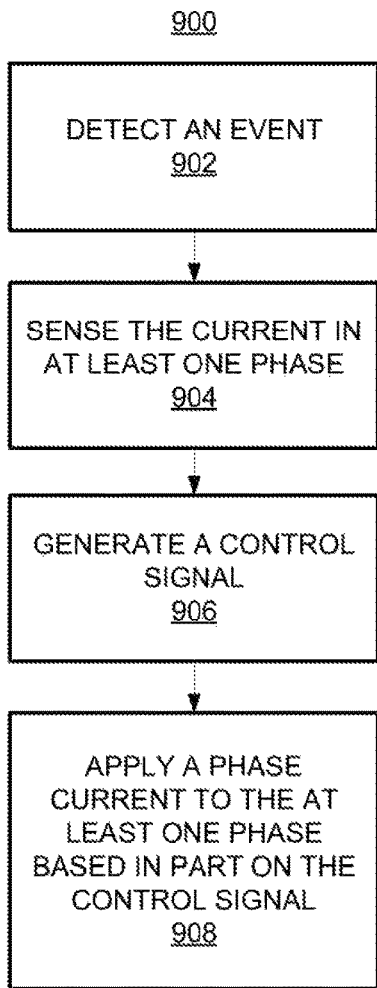 900
DETECT AN EVENT
902
SENSE THE CURRENT IN
AT LEAST ONE PHASE
904
GENERATE A CONTROL
SIGNAL
906
APPLY A PHASE
CURRENT TO THE AT
LEAST ONE PHASE
BASED IN PART ON THE
CONTROL SIGNAL
908